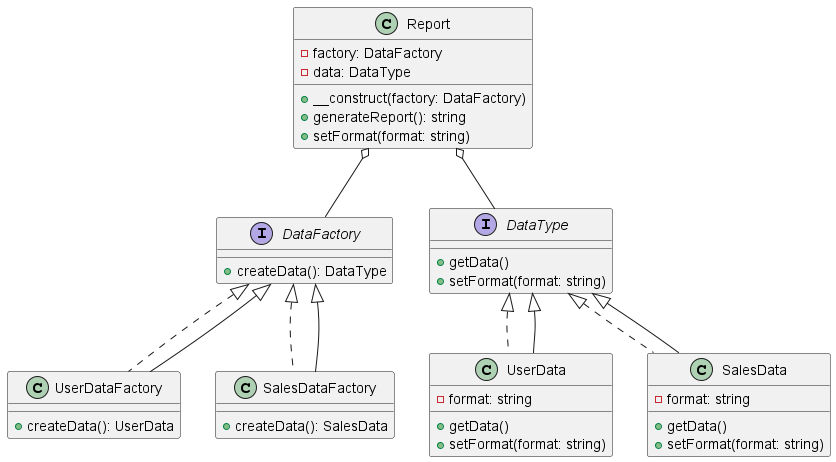 C Report
factory: DataFactory
data: DataType
__construct(factory: DataFactory)
generateReport(): string
setFormat(format: string)
I DataFactory
createData(): DataType
I DataType
getData()
setFormat(format: string)
C UserDataFactory
createData(): UserData
C SalesDataFactory
createData(): SalesData
C UserData
format: string
getData()
setFormat(format: string)
C SalesData
format: string
getData()
setFormat(format: string)